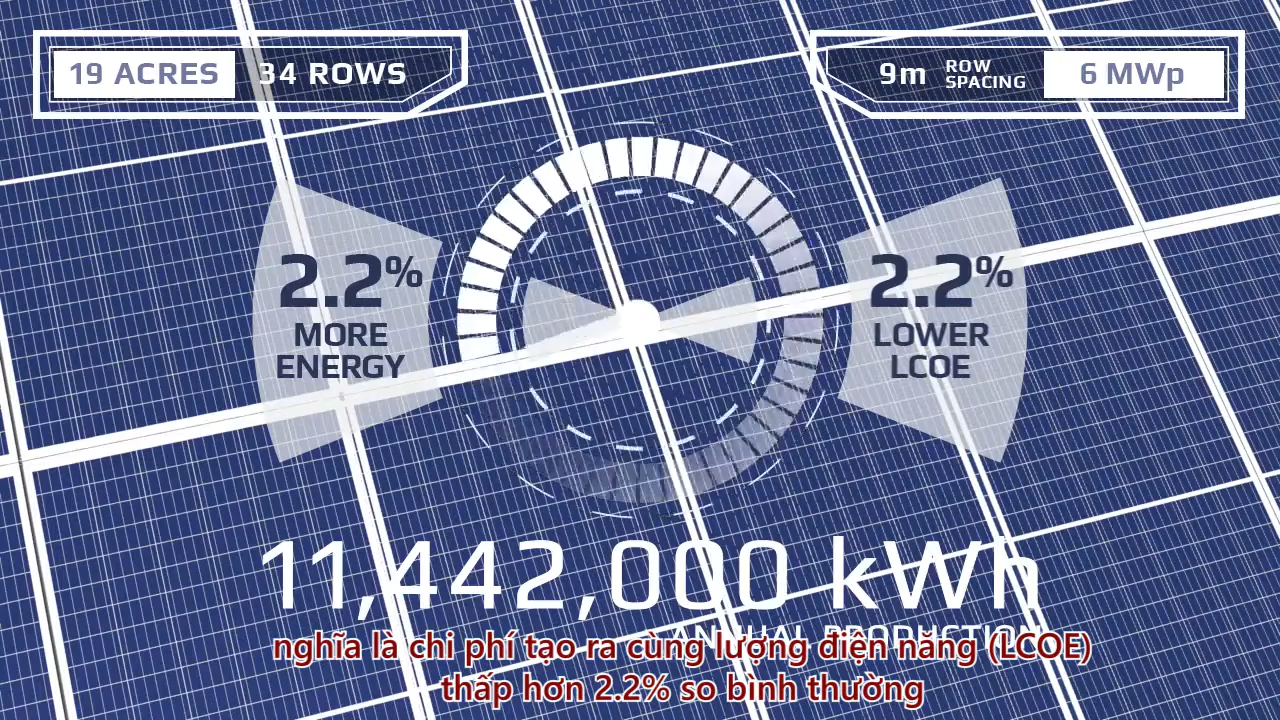 19 ACRES
34 ROWS
9m
ROW
SPACING
6 MWp
2.2%
MORE
ENERGY
2.2%
LOWER
LCOE
11,442,000 kWh
ANNUAL PRODUCTION
nghĩa là chi phí tạo ra cùng lượng điện năng (LCOE)
thấp hơn 2.2% so bình thường